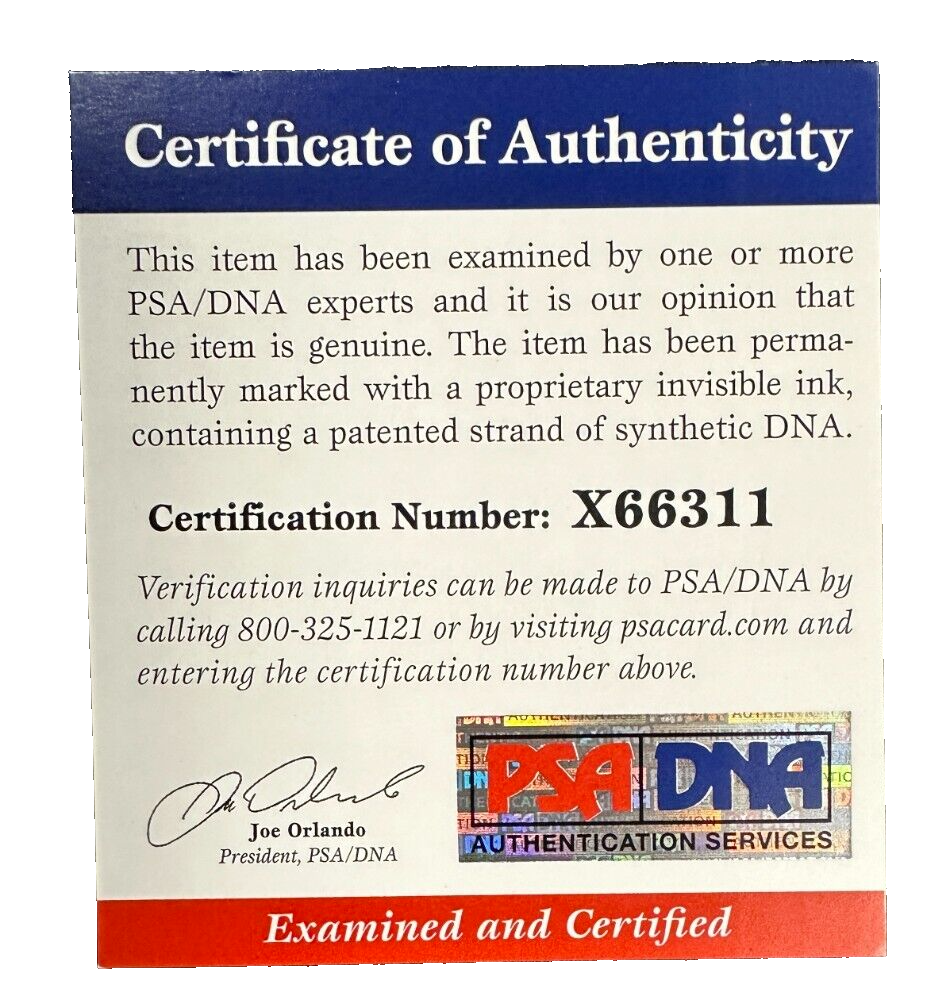 Certificate of Authenticity
This item has been examined by one or more
PSA/DNA experts and it is our opinion that
the item is genuine. The item has been perma-
nently marked with a proprietary invisible ink,
containing a patented strand of synthetic DNA.
Certification Number: X66311
Verification inquiries can be made to PSA/DNA by
calling 800-325-1121 or by visiting psacard.com and
entering the certification number above.
Joe Orlando
President, PSA/DNA
PSA DNA
AUTHENTICATION SERVICES
Examined and Certified